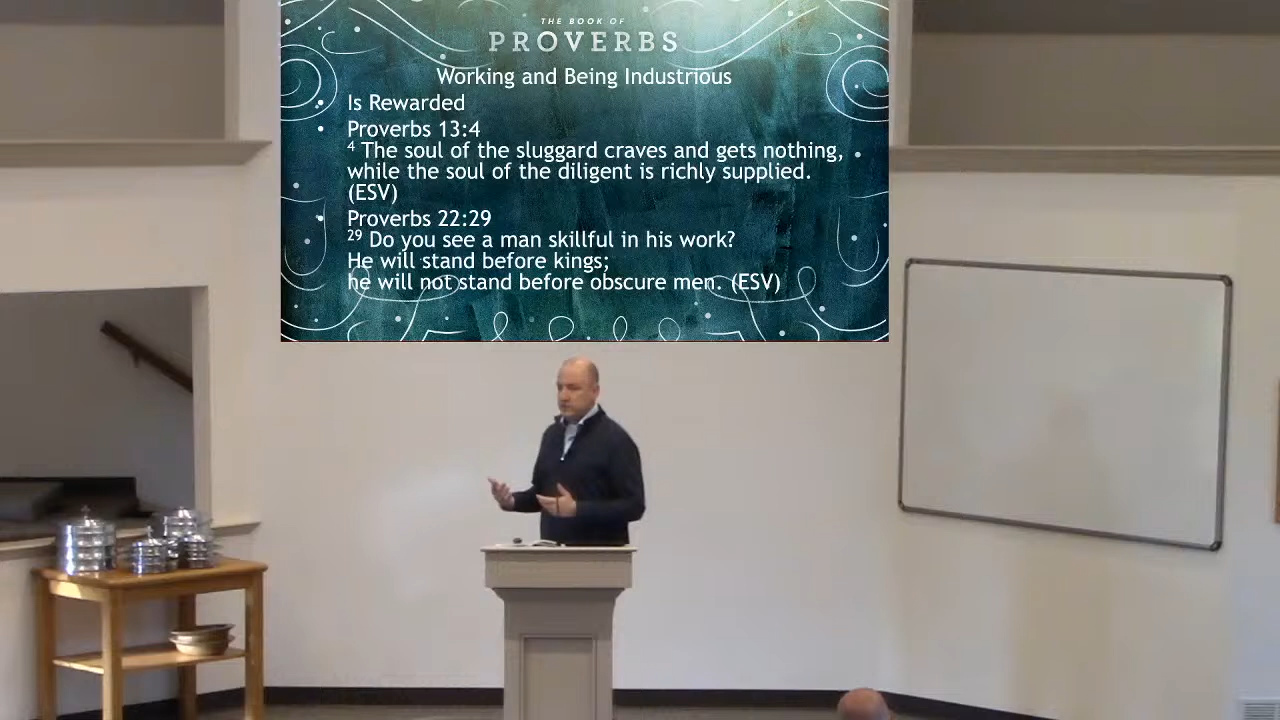 THE BOOK OF
PROVERBS
Working and Being Industrious
• Is Rewarded
• Proverbs 13:4
4 The soul of the sluggard craves and gets nothing,
while the soul of the diligent is richly supplied.
(ESV)
• Proverbs 22:29
29 Do you see a man skillful in his work?
He will stand before kings;
he will not stand before obscure men. (ESV)